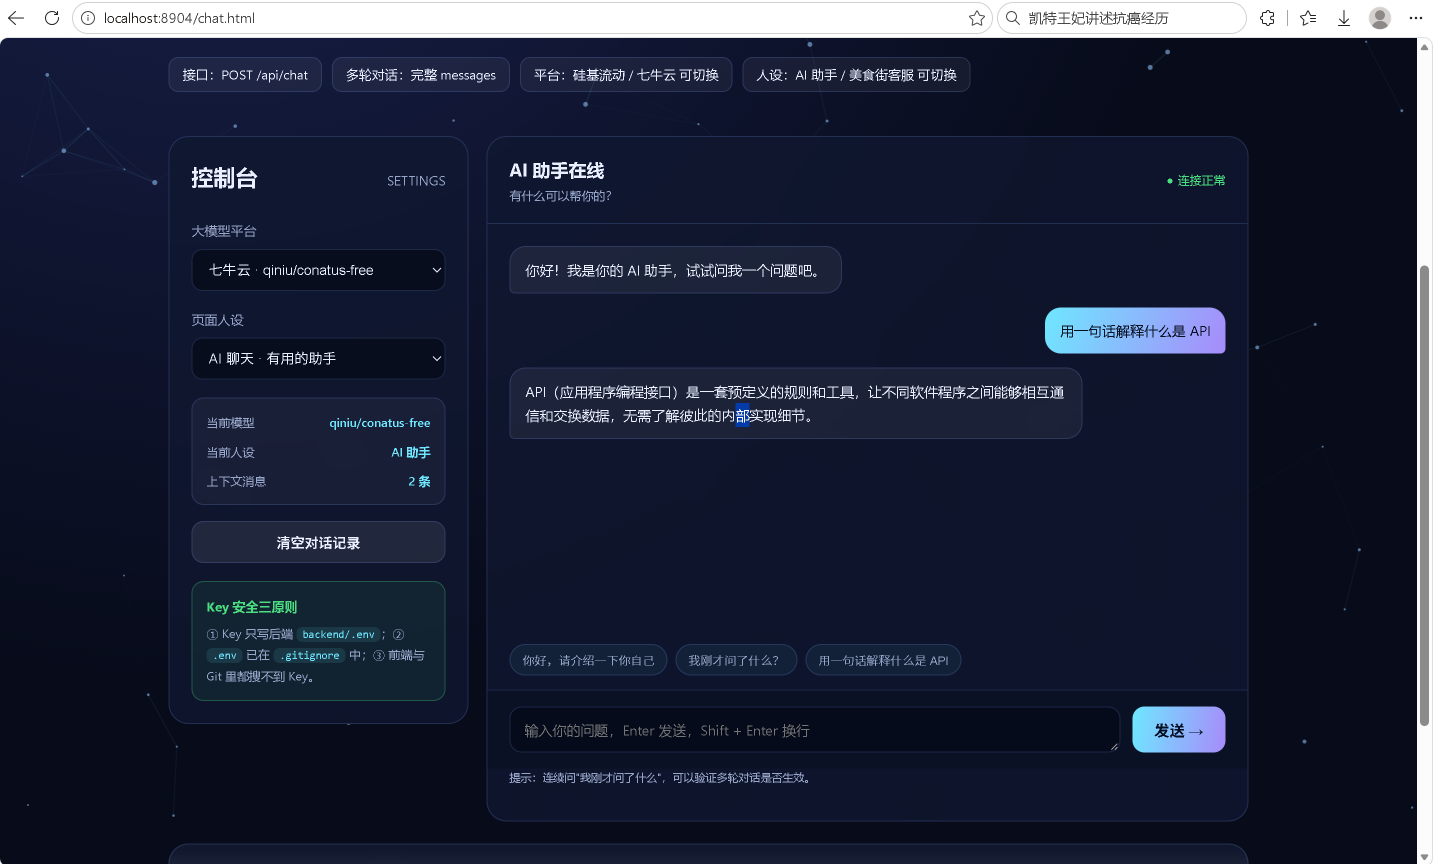 localhost:8904/chat.html
凯特王妃讲述抗癌经历
接口：POST /api/chat
多轮对话：完整 messages
平台：硅基流动 / 七牛云 可切换
人设：AI 助手 / 美食街客服 可切换
控制台
SETTINGS
大模型平台
七牛云 · qiniu/conatus-free
页面人设
AI 聊天 · 有用的助手
当前模型 qiniu/conatus-free
当前人设 AI 助手
上下文消息 2 条
清空对话记录
Key 安全三原则
① Key 只写后端 backend/.env ；②
.env 已在 .gitignore 中；③ 前端与
Git 里都搜不到 Key。
AI 助手在线
有什么可以帮你的？
● 连接正常
你好！我是你的 AI 助手，试试问我一个问题吧。
用一句话解释什么是 API
API（应用程序编程接口）是一套预定义的规则和工具，让不同软件程序之间能够相互通
信和交换数据，无需了解彼此的内部实现细节。
你好，请介绍一下你自己
我刚才问了什么？
用一句话解释什么是 API
输入你的问题，Enter 发送，Shift + Enter 换行
发送 →
提示：连续问"我刚才问了什么"，可以验证多轮对话是否生效。